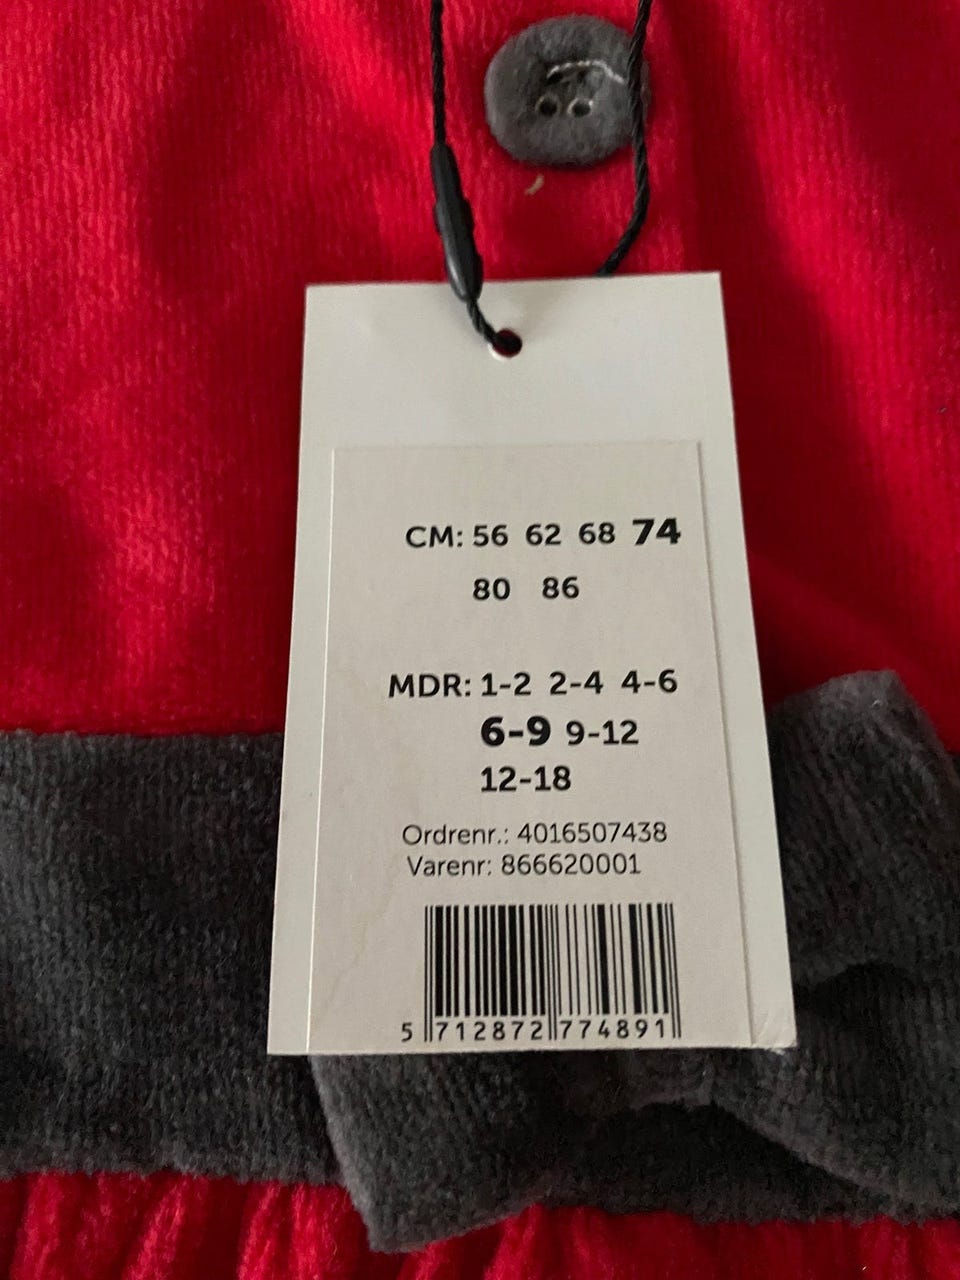 CM: 56 62 68 74
80 86
MDR: 1-2 2-4 4-6
6-9 9-12
12-18
Ordrenr.: 4016507438
Varenr: 866620001
5 712872 774891